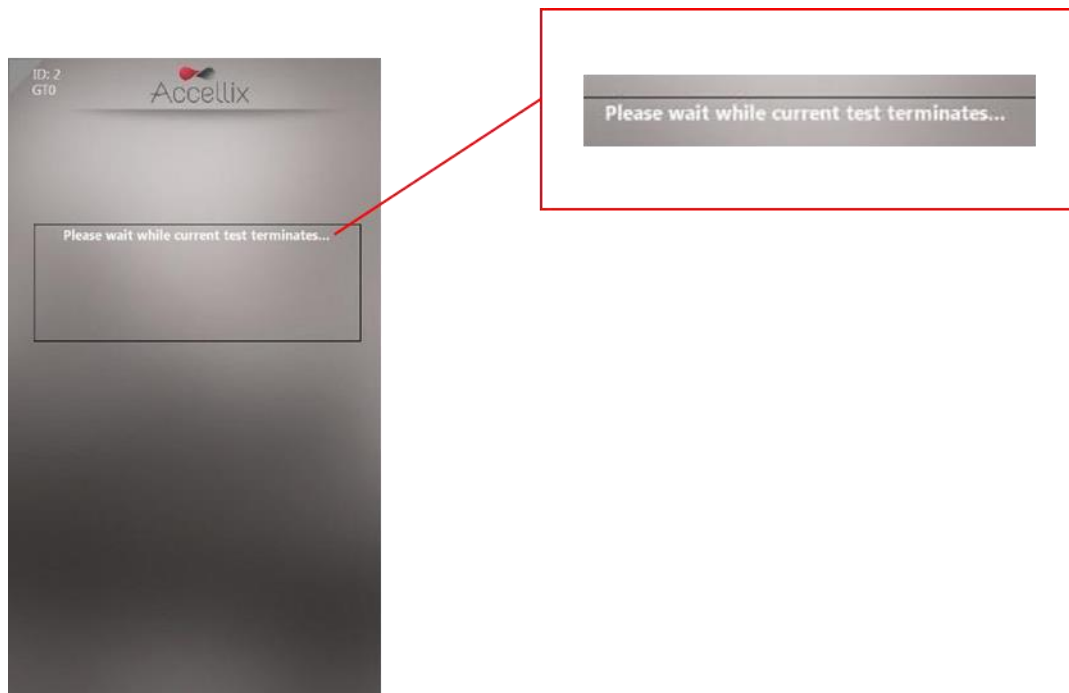 ID: 2
GT0
Accellix
Please wait while current test terminates...
Please wait while current test terminates...